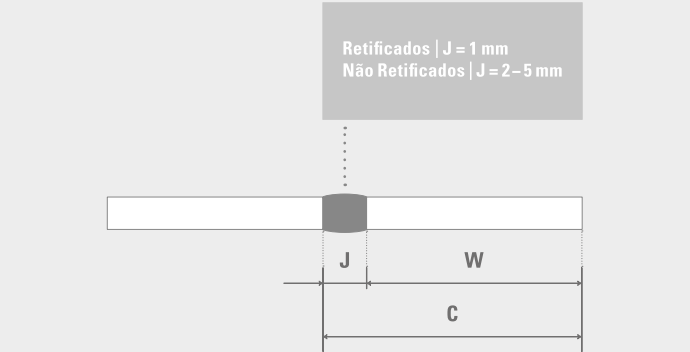 Retificados | J = 1 mm
Não Retificados | J = 2–5 mm
J
W
C